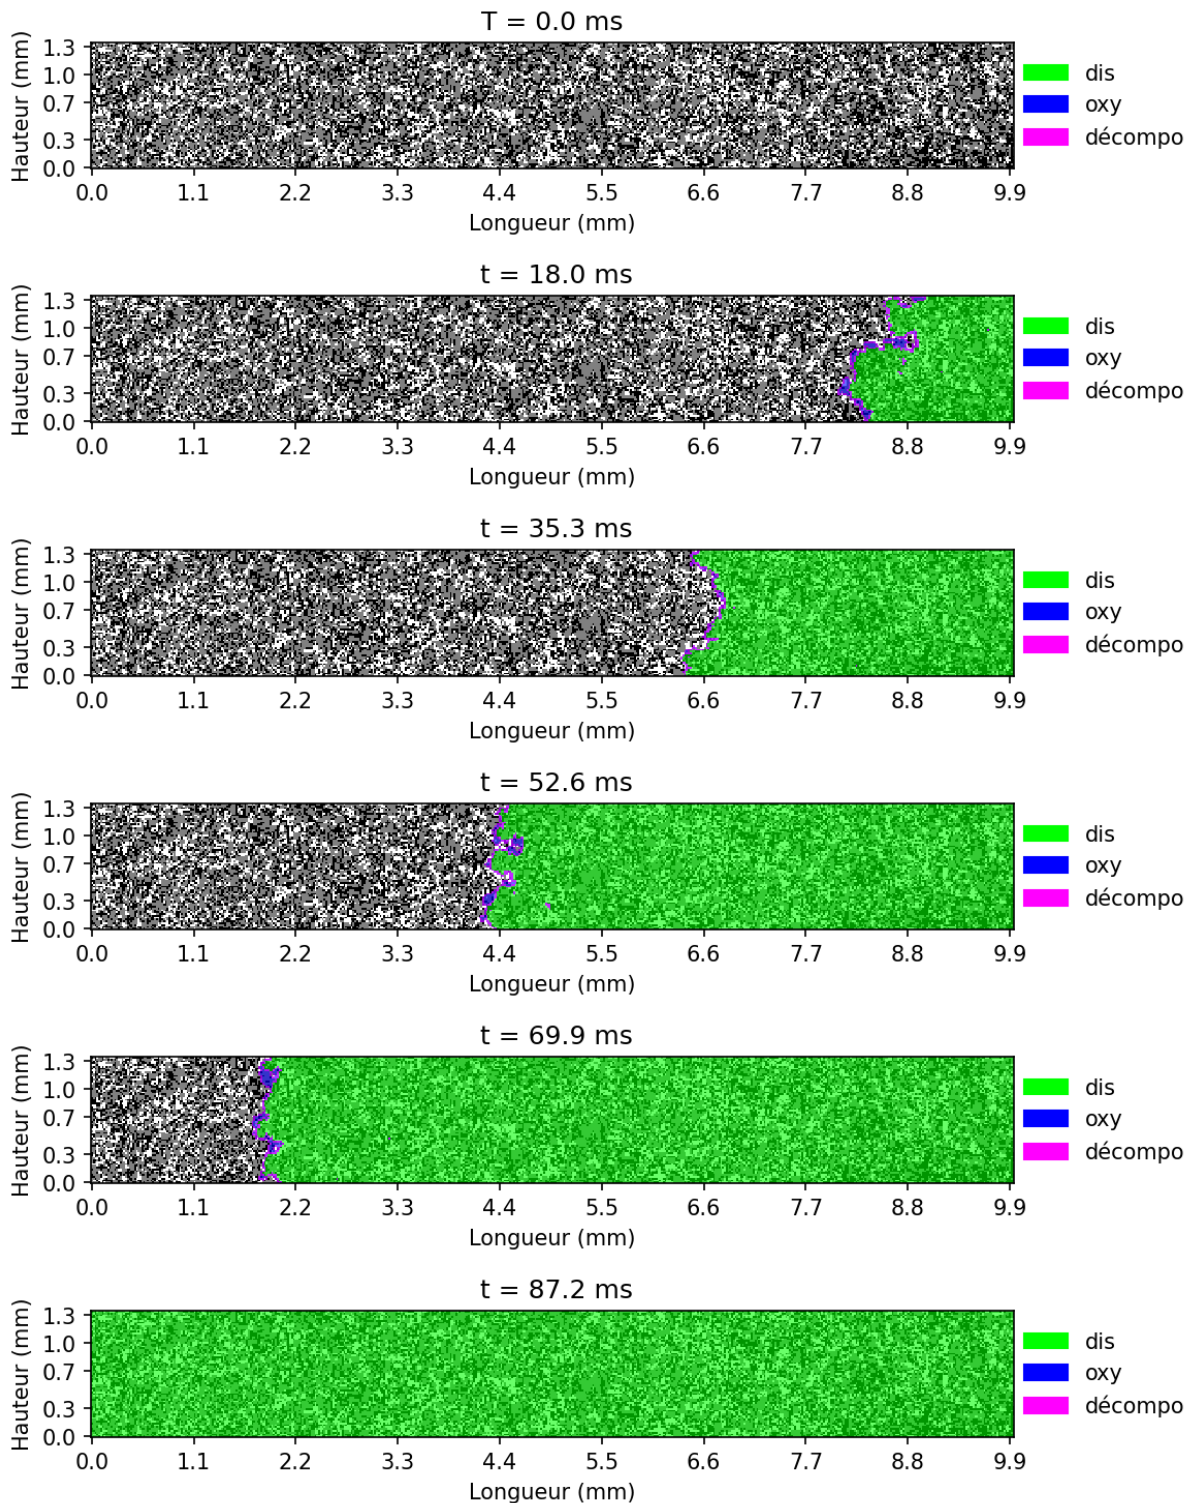 T = 0.0 ms
Hauteur (mm)
1.3
1.0
0.7
0.3
0.0
dis
oxy
décompo
0.0 1.1 2.2 3.3 4.4 5.5 6.6 7.7 8.8 9.9
Longueur (mm)
t = 18.0 ms
Hauteur (mm)
1.3
1.0
0.7
0.3
0.0
dis
oxy
décompo
0.0 1.1 2.2 3.3 4.4 5.5 6.6 7.7 8.8 9.9
Longueur (mm)
t = 35.3 ms
Hauteur (mm)
1.3
1.0
0.7
0.3
0.0
dis
oxy
décompo
0.0 1.1 2.2 3.3 4.4 5.5 6.6 7.7 8.8 9.9
Longueur (mm)
t = 52.6 ms
Hauteur (mm)
1.3
1.0
0.7
0.3
0.0
dis
oxy
décompo
0.0 1.1 2.2 3.3 4.4 5.5 6.6 7.7 8.8 9.9
Longueur (mm)
t = 69.9 ms
Hauteur (mm)
1.3
1.0
0.7
0.3
0.0
dis
oxy
décompo
0.0 1.1 2.2 3.3 4.4 5.5 6.6 7.7 8.8 9.9
Longueur (mm)
t = 87.2 ms
Hauteur (mm)
1.3
1.0
0.7
0.3
0.0
dis
oxy
décompo
0.0 1.1 2.2 3.3 4.4 5.5 6.6 7.7 8.8 9.9
Longueur (mm)